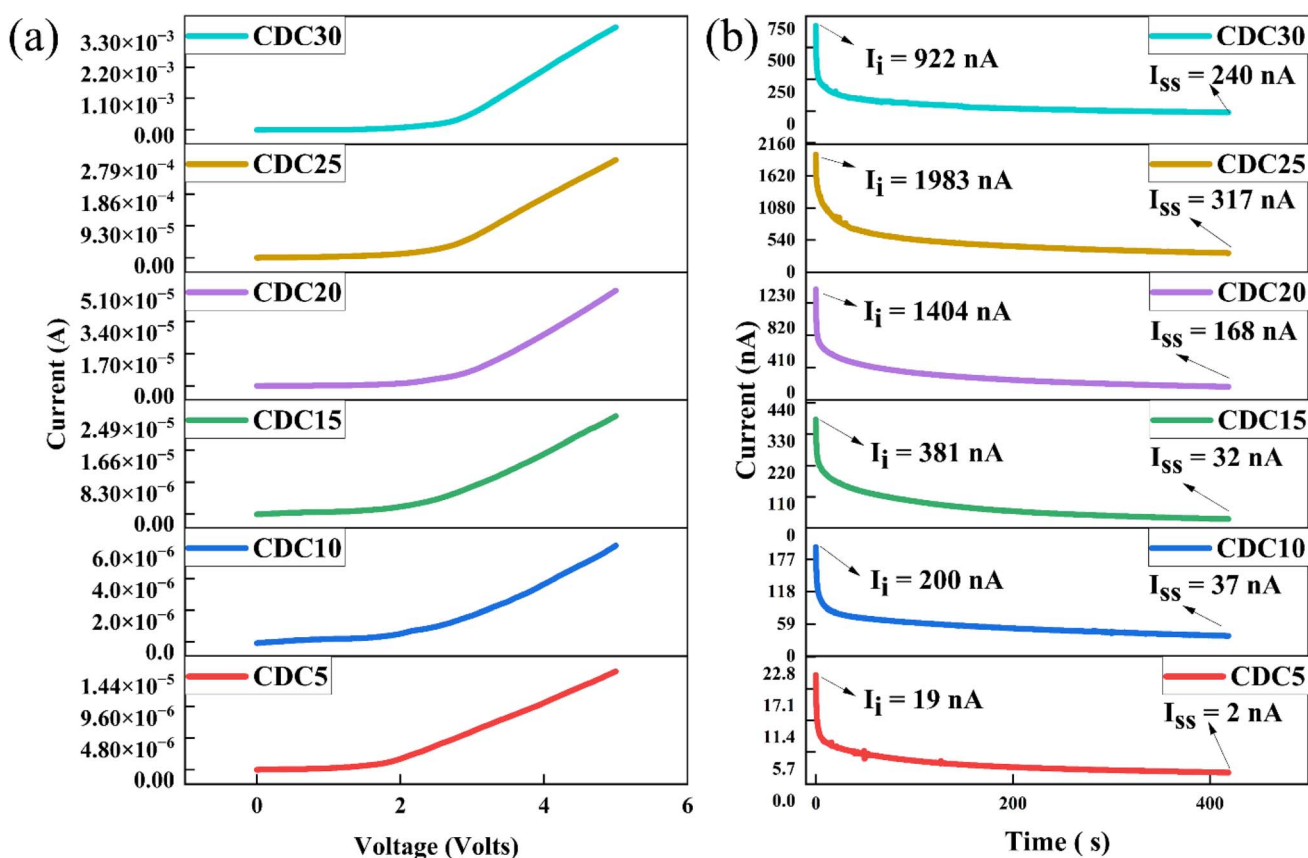 (a)
CDC30
3.30×10⁻³
2.20×10⁻³
1.10×10⁻³
0.00
CDC25
2.79×10⁻⁴
1.86×10⁻⁴
9.30×10⁻⁵
0.00
CDC20
5.10×10⁻⁵
3.40×10⁻⁵
1.70×10⁻⁵
0.00
CDC15
2.49×10⁻⁵
1.66×10⁻⁵
8.30×10⁻⁶
0.00
CDC10
6.0×10⁻⁶
4.0×10⁻⁶
2.0×10⁻⁶
0.0
CDC5
1.44×10⁻⁵
9.60×10⁻⁶
4.80×10⁻⁶
0.00
Current (A)
0 2 4 6
Voltage (Volts)
(b)
CDC30
750
500
250
0
Ii = 922 nA
Iss = 240 nA
CDC25
2160
1620
1080
540
0
Ii = 1983 nA
Iss = 317 nA
CDC20
1230
820
410
0
Ii = 1404 nA
Iss = 168 nA
CDC15
440
330
220
110
0
Ii = 381 nA
Iss = 32 nA
CDC10
177
118
59
0
Ii = 200 nA
Iss = 37 nA
CDC5
22.8
17.1
11.4
5.7
0.0
Ii = 19 nA
Iss = 2 nA
Current (nA)
0 200 400
Time ( s)